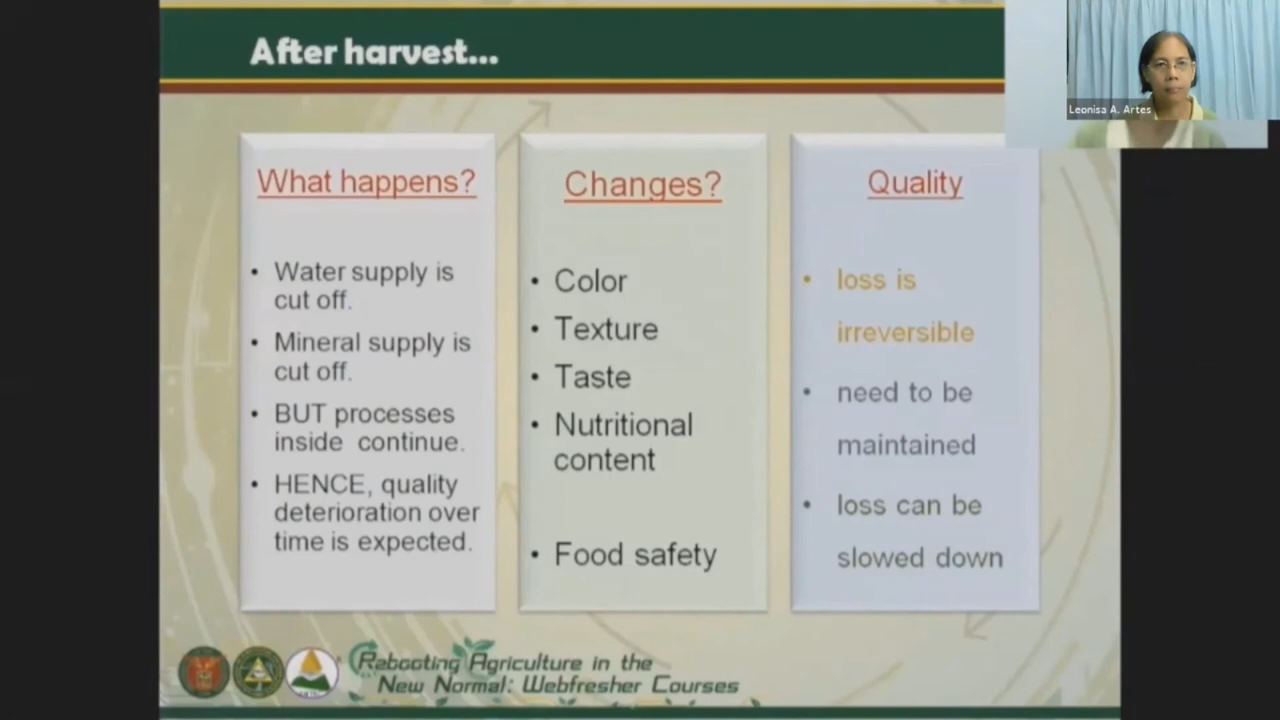 After harvest...
Leonisa A. Artes
What happens?
• Water supply is
cut off.
• Mineral supply is
cut off.
• BUT processes
inside continue.
• HENCE, quality
deterioration over
time is expected.
Changes?
• Color
• Texture
• Taste
• Nutritional
content
• Food safety
Quality
• loss is
irreversible
• need to be
maintained
• loss can be
slowed down
Rebooting Agriculture in the
New Normal: Webfresher Courses